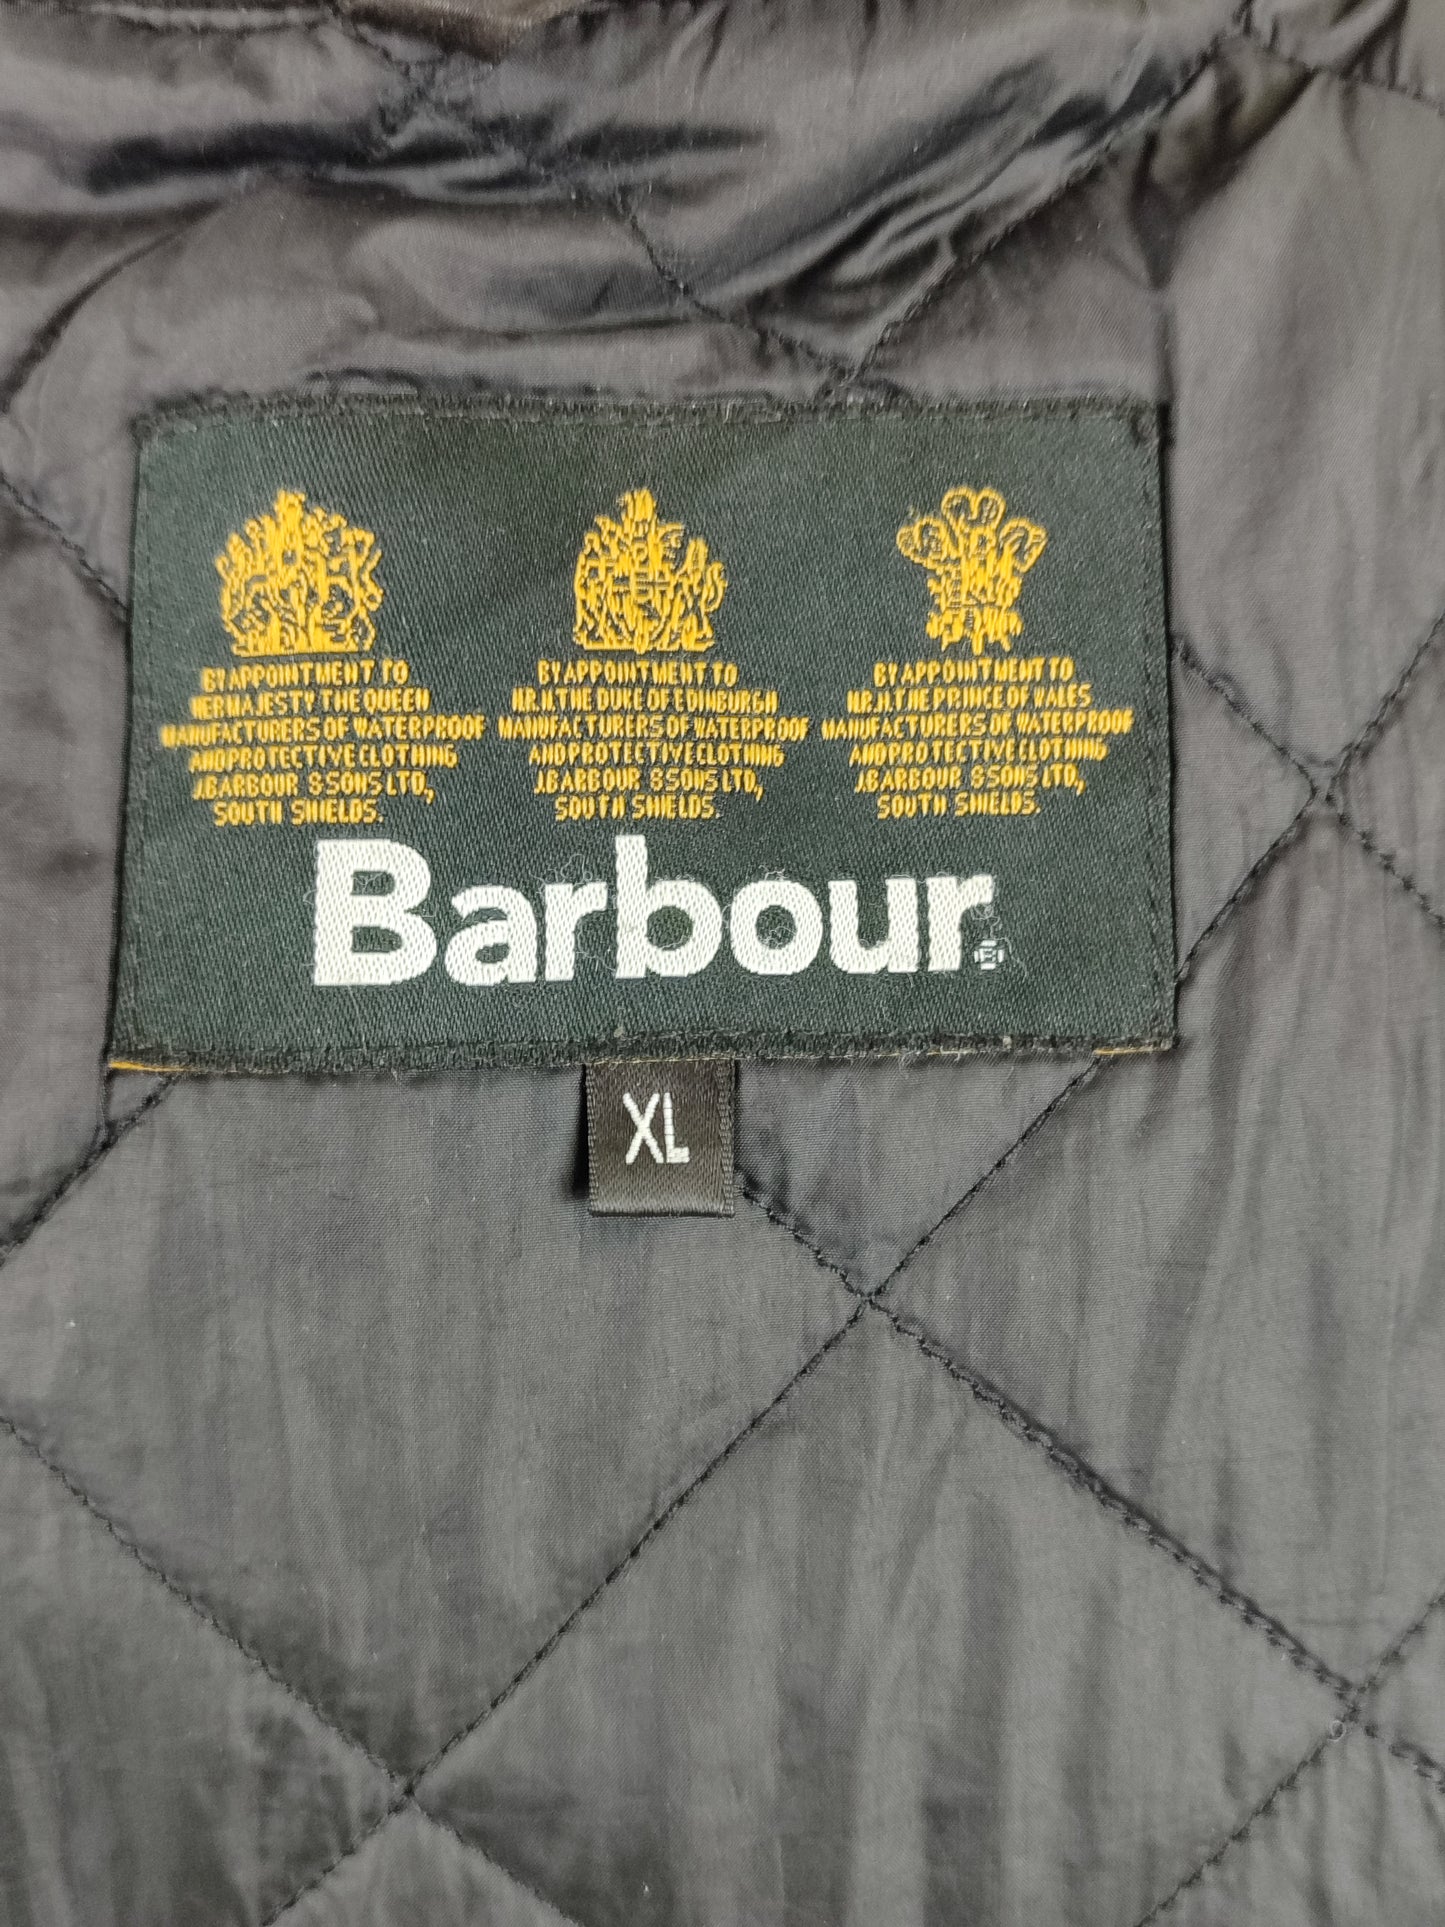 BY APPOINTMENT TO
HER MAJESTY THE QUEEN
MANUFACTURERS OF WATERPROOF
AND PROTECTIVE CLOTHING
J.BARBOUR & SONS LTD,
SOUTH SHIELDS.
BY APPOINTMENT TO
H.R.H. THE DUKE OF EDINBURGH
MANUFACTURERS OF WATERPROOF
AND PROTECTIVE CLOTHING
J.BARBOUR & SONS LTD,
SOUTH SHIELDS.
BY APPOINTMENT TO
H.R.H. THE PRINCE OF WALES
MANUFACTURERS OF WATERPROOF
AND PROTECTIVE CLOTHING
J.BARBOUR & SONS LTD,
SOUTH SHIELDS.
Barbour®
XL